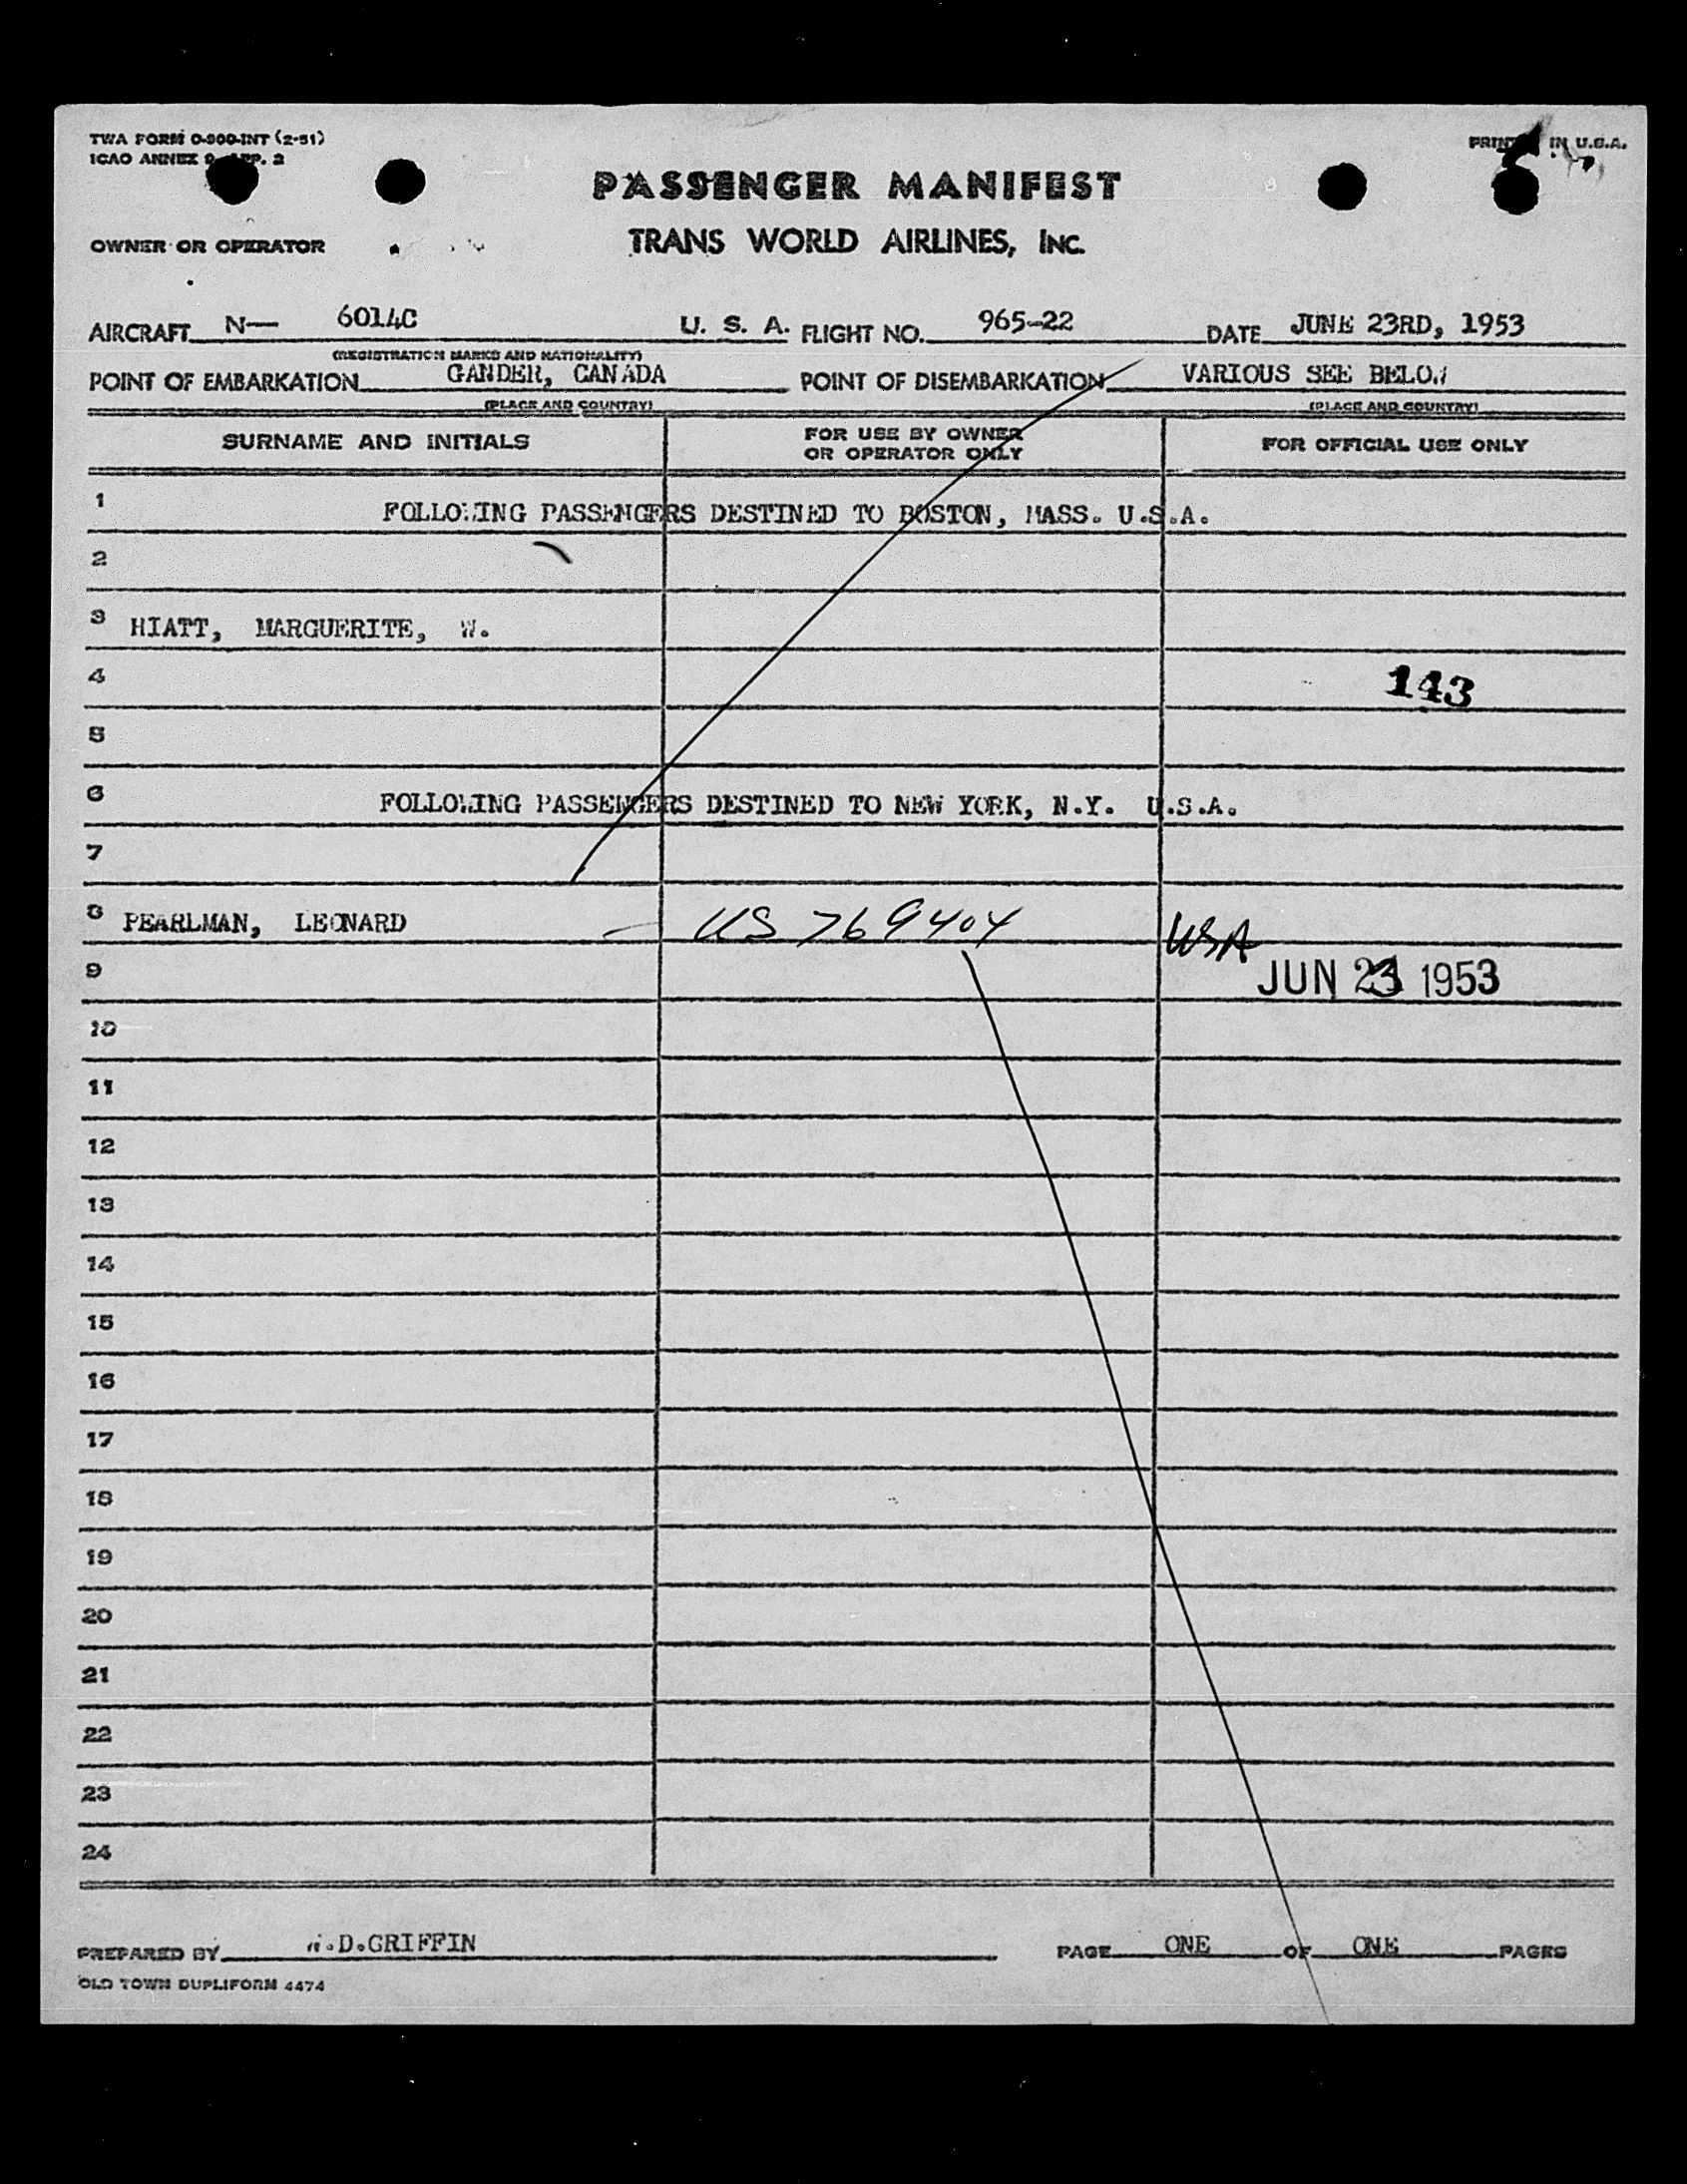 TWA FORM O-900-INT (2-51)
ICAO ANNEX 9 APP. 2
PRINTED IN U.S.A.
PASSENGER MANIFEST
OWNER OR OPERATOR
TRANS WORLD AIRLINES, INC.
AIRCRAFT N— 6014C U. S. A. FLIGHT NO. 965-22 DATE JUNE 23RD, 1953
(REGISTRATION MARKS AND NATIONALITY)
POINT OF EMBARKATION GANDER, CANADA POINT OF DISEMBARKATION VARIOUS SEE BELOW
(PLACE AND COUNTRY) (PLACE AND COUNTRY)
SURNAME AND INITIALS
FOR USE BY OWNER
OR OPERATOR ONLY
FOR OFFICIAL USE ONLY
1 FOLLOWING PASSENGERS DESTINED TO BOSTON, MASS. U.S.A.
2
3 HIATT, MARGUERITE, W.
4 143
5
6 FOLLOWING PASSENGERS DESTINED TO NEW YORK, N.Y. U.S.A.
7
8 PEARLMAN, LEONARD — US 769404 USA
9 JUN 23 1953
10
11
12
13
14
15
16
17
18
19
20
21
22
23
24
PREPARED BY D.GRIFFIN PAGE ONE OF ONE PAGES
OLD TOWN DUPLIFORM 4474